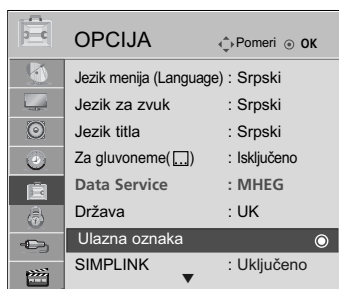 OPCIJA
Pomeri OK
Jezik menija (Language) : Srpski
Jezik za zvuk : Srpski
Jezik titla : Srpski
Za gluvoneme( ) : Isključeno
Data Service : MHEG
Država : UK
Ulazna oznaka
SIMPLINK : Uključeno